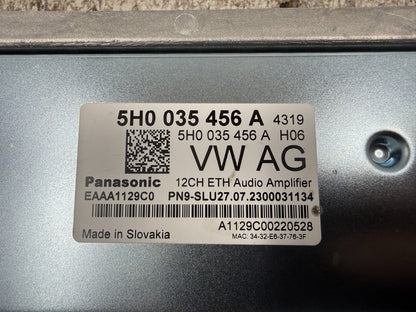 5H0 035 456 A 4319
5H0 035 456 A H06
VW AG
Panasonic 12CH ETH Audio Amplifier
EAAA1129C0 PN9-SLU27.07.2300031134
A1129C00220528
Made in Slovakia MAC: 34-32-E6-37-76-3F